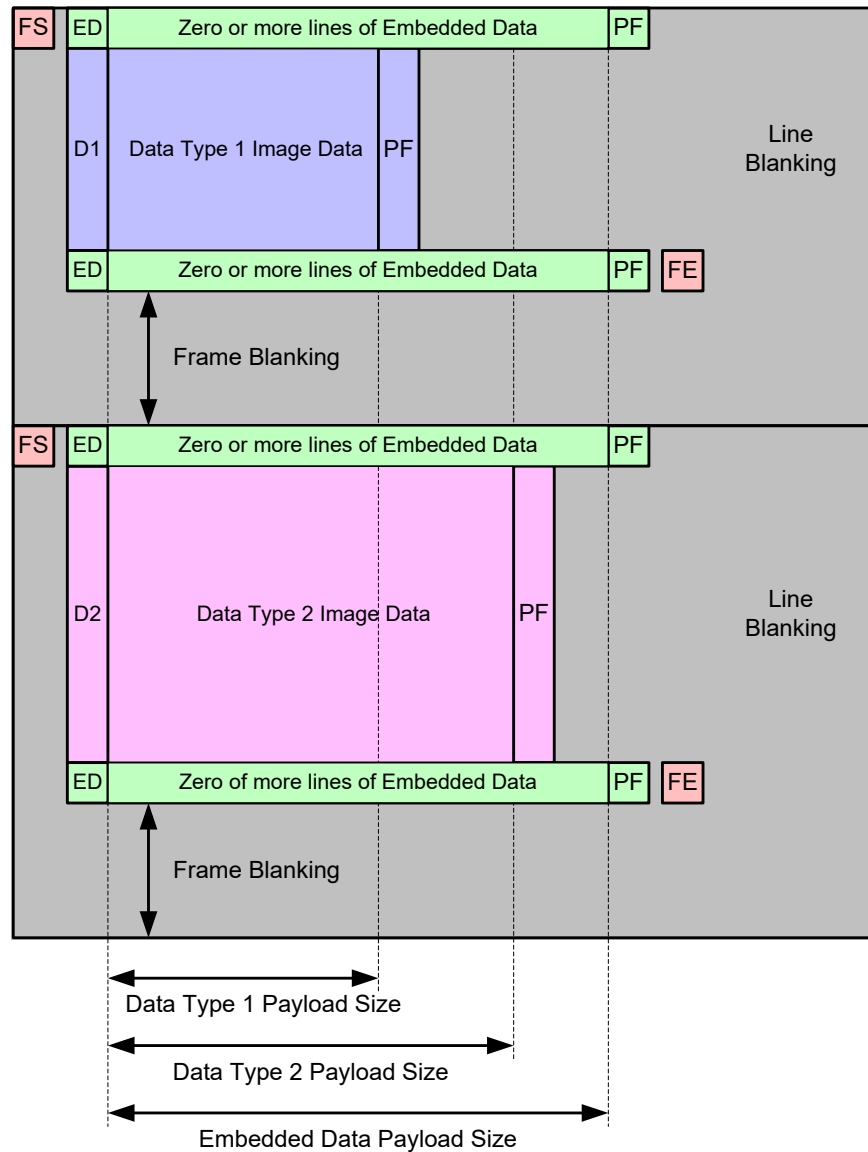 FS
ED
Zero or more lines of Embedded Data
PF
D1
Data Type 1 Image Data
PF
Line
Blanking
ED
Zero or more lines of Embedded Data
PF
FE
Frame Blanking
FS
ED
Zero or more lines of Embedded Data
PF
D2
Data Type 2 Image Data
PF
Line
Blanking
ED
Zero of more lines of Embedded Data
PF
FE
Frame Blanking
Data Type 1 Payload Size
Data Type 2 Payload Size
Embedded Data Payload Size